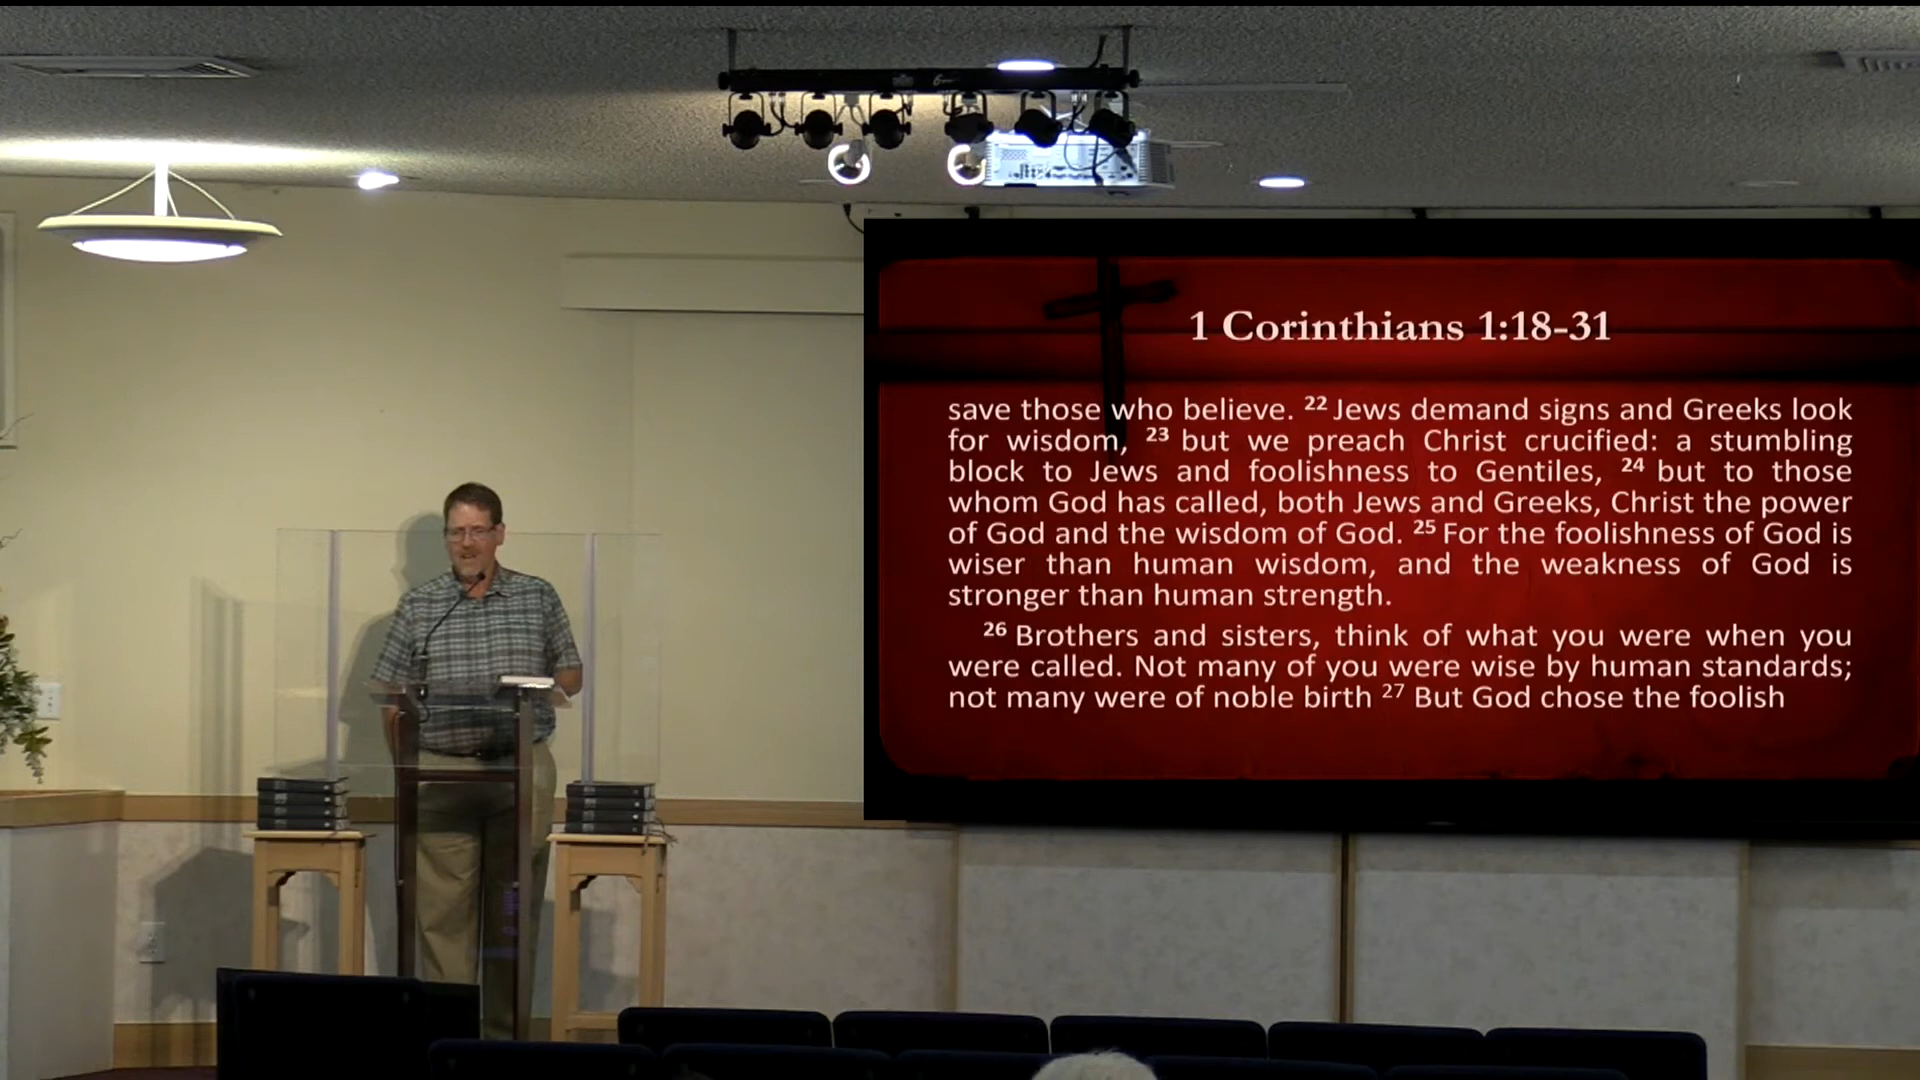 1 Corinthians 1:18-31
save those who believe. ²² Jews demand signs and Greeks look
for wisdom, ²³ but we preach Christ crucified: a stumbling
block to Jews and foolishness to Gentiles, ²⁴ but to those
whom God has called, both Jews and Greeks, Christ the power
of God and the wisdom of God. ²⁵ For the foolishness of God is
wiser than human wisdom, and the weakness of God is
stronger than human strength.
²⁶ Brothers and sisters, think of what you were when you
were called. Not many of you were wise by human standards;
not many were of noble birth ²⁷ But God chose the foolish